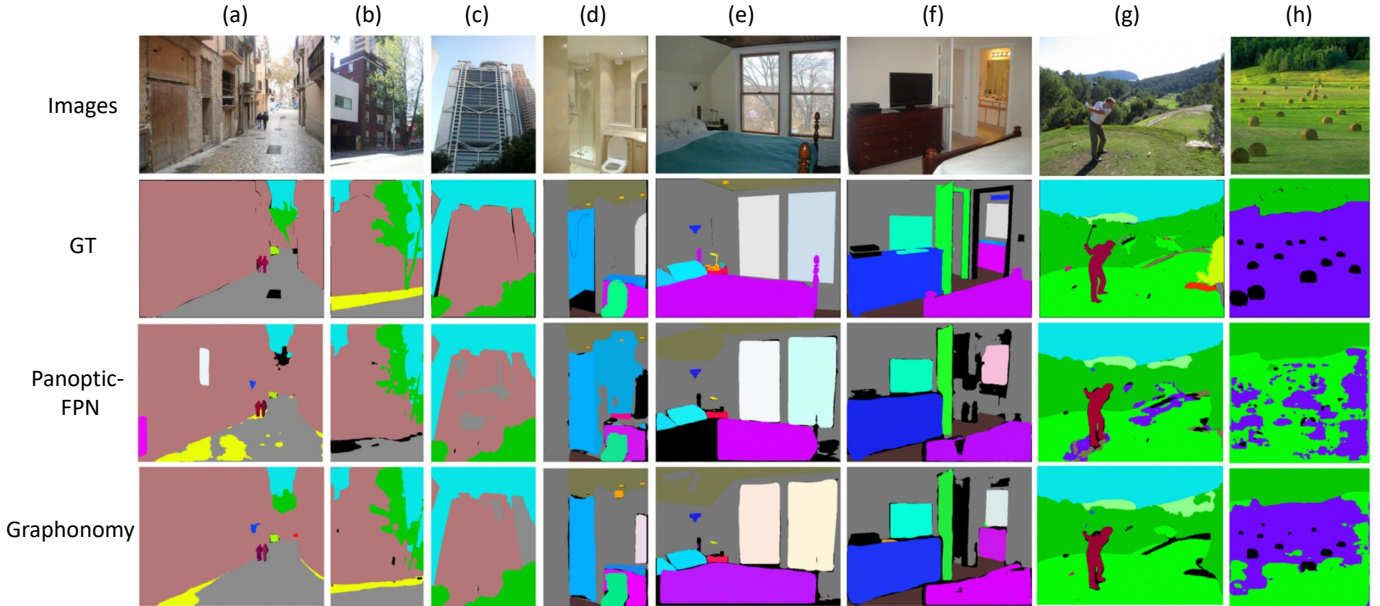 (a) (b) (c) (d) (e) (f) (g) (h)
Images
GT
Panoptic-
FPN
Graphonomy